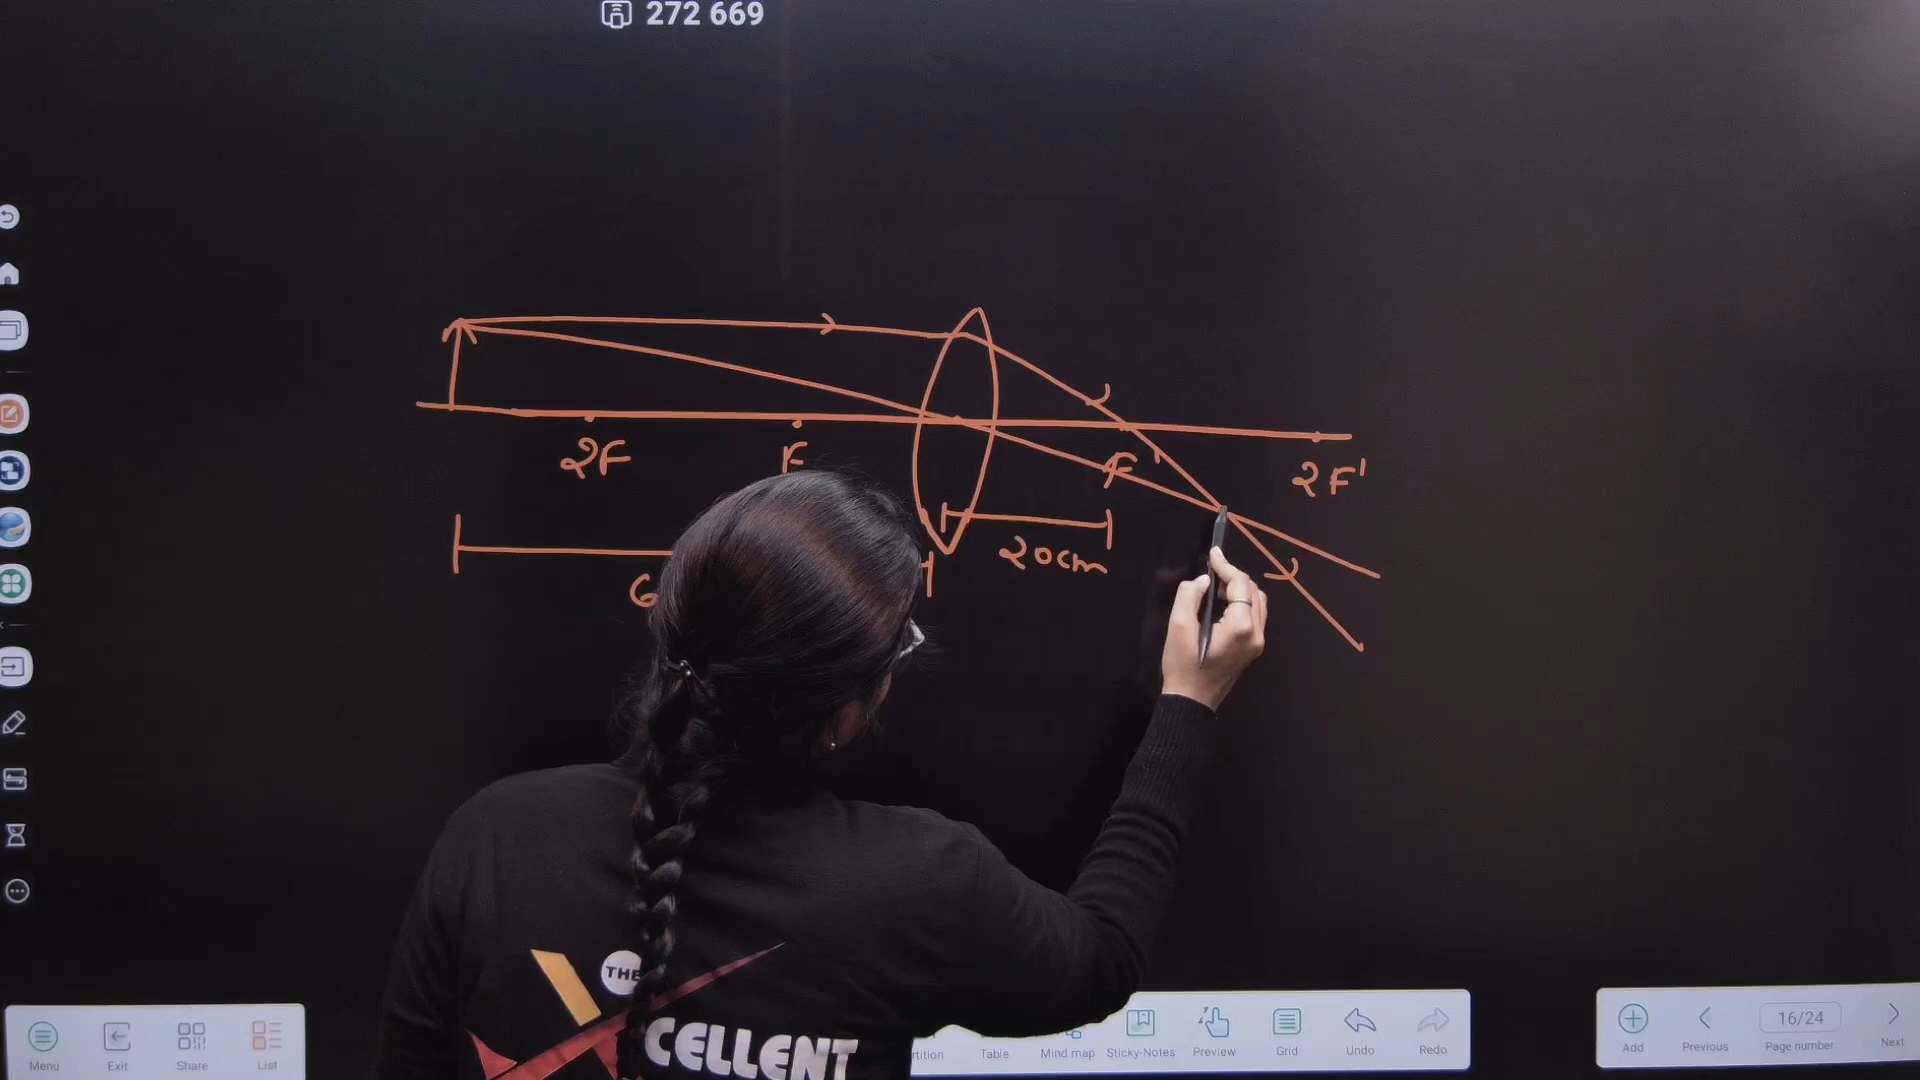 272 669
2F
F
F
2F'
20cm
6
THE
CELLENT
Menu
Exit
Share
List
Table
Mind map
Sticky-Notes
Preview
Grid
Undo
Redo
Add
Previous
16/24
Page number
Next